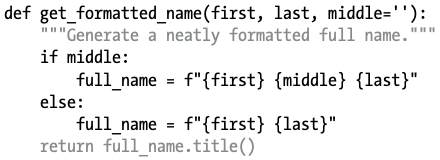 def get_formatted_name(first, last, middle=''):
    """Generate a neatly formatted full name."""
    if middle:
        full_name = f"{first} {middle} {last}"
    else:
        full_name = f"{first} {last}"
    return full_name.title()